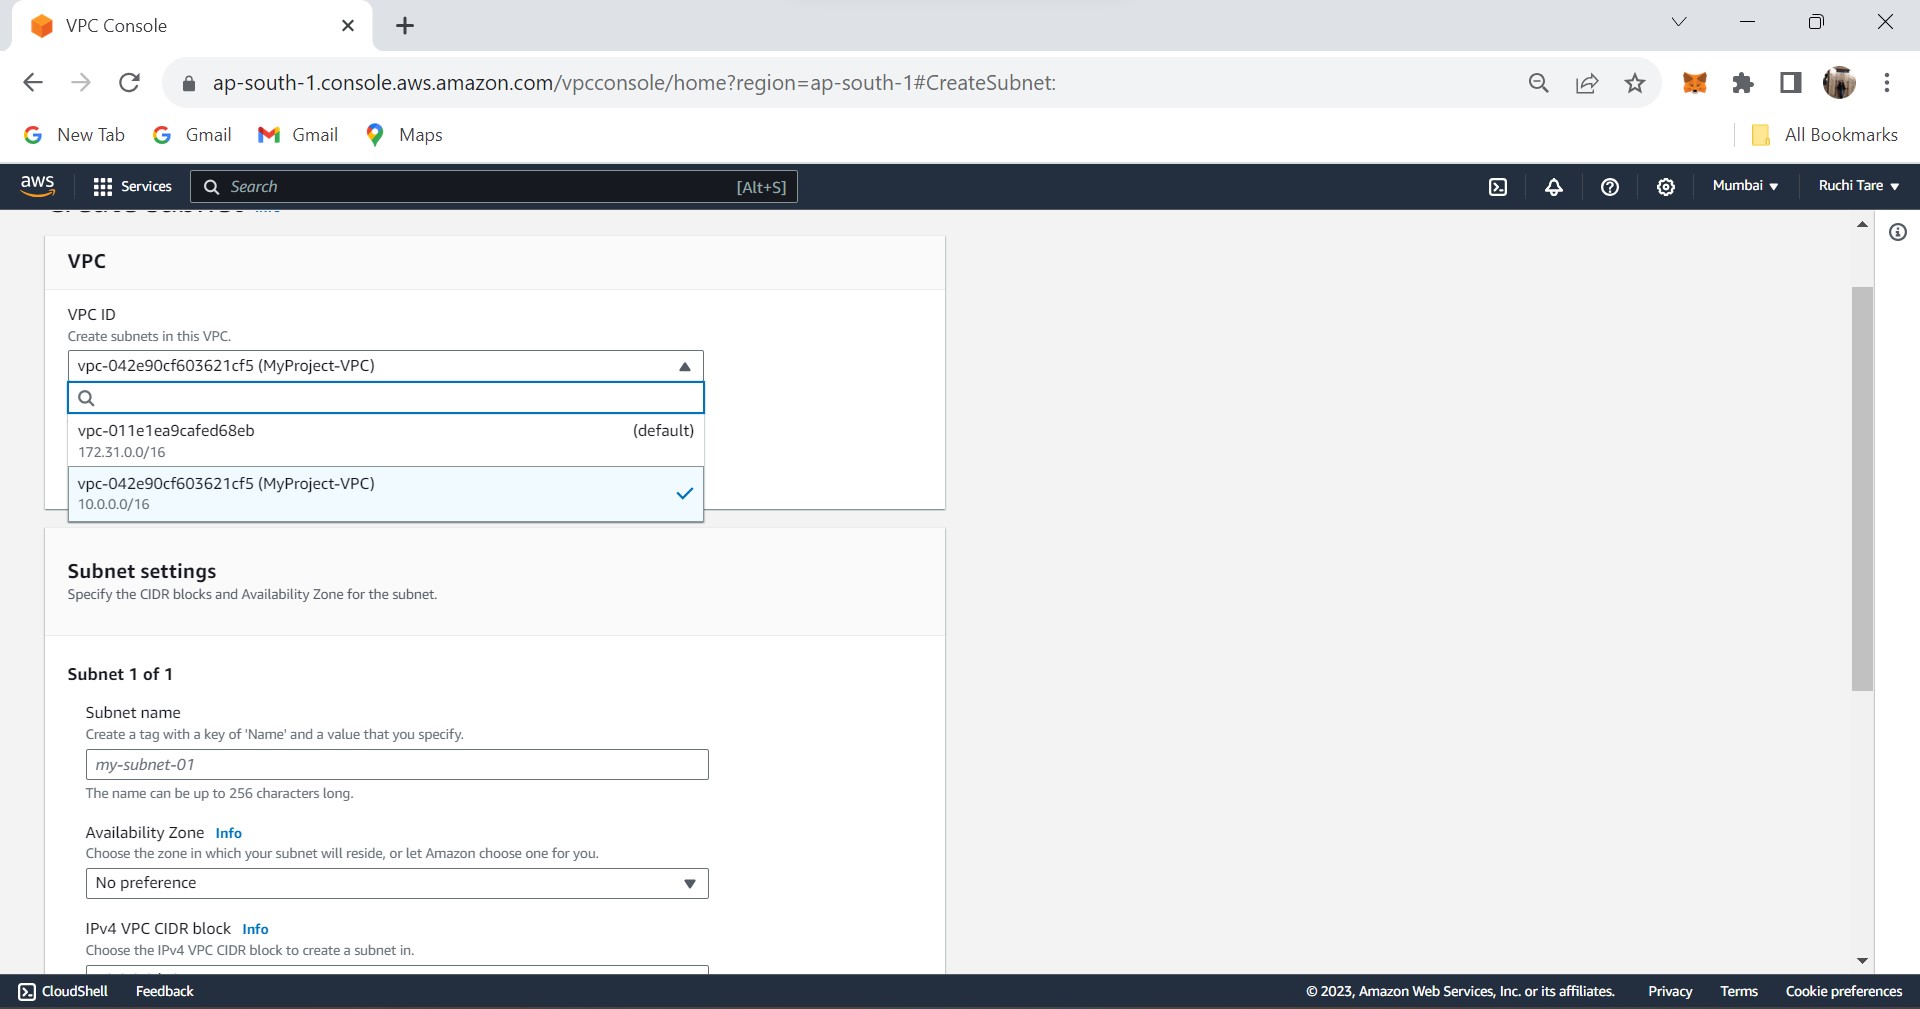 VPC Console
ap-south-1.console.aws.amazon.com/vpcconsole/home?region=ap-south-1#CreateSubnet:
New Tab Gmail Gmail Maps All Bookmarks
aws Services Search [Alt+S] Mumbai Ruchi Tare
VPC
VPC ID
Create subnets in this VPC.
vpc-042e90cf603621cf5 (MyProject-VPC)
vpc-011e1ea9cafed68eb (default)
172.31.0.0/16
vpc-042e90cf603621cf5 (MyProject-VPC)
10.0.0.0/16
Subnet settings
Specify the CIDR blocks and Availability Zone for the subnet.
Subnet 1 of 1
Subnet name
Create a tag with a key of 'Name' and a value that you specify.
my-subnet-01
The name can be up to 256 characters long.
Availability Zone Info
Choose the zone in which your subnet will reside, or let Amazon choose one for you.
No preference
IPv4 VPC CIDR block Info
Choose the IPv4 VPC CIDR block to create a subnet in.
CloudShell Feedback © 2023, Amazon Web Services, Inc. or its affiliates. Privacy Terms Cookie preferences